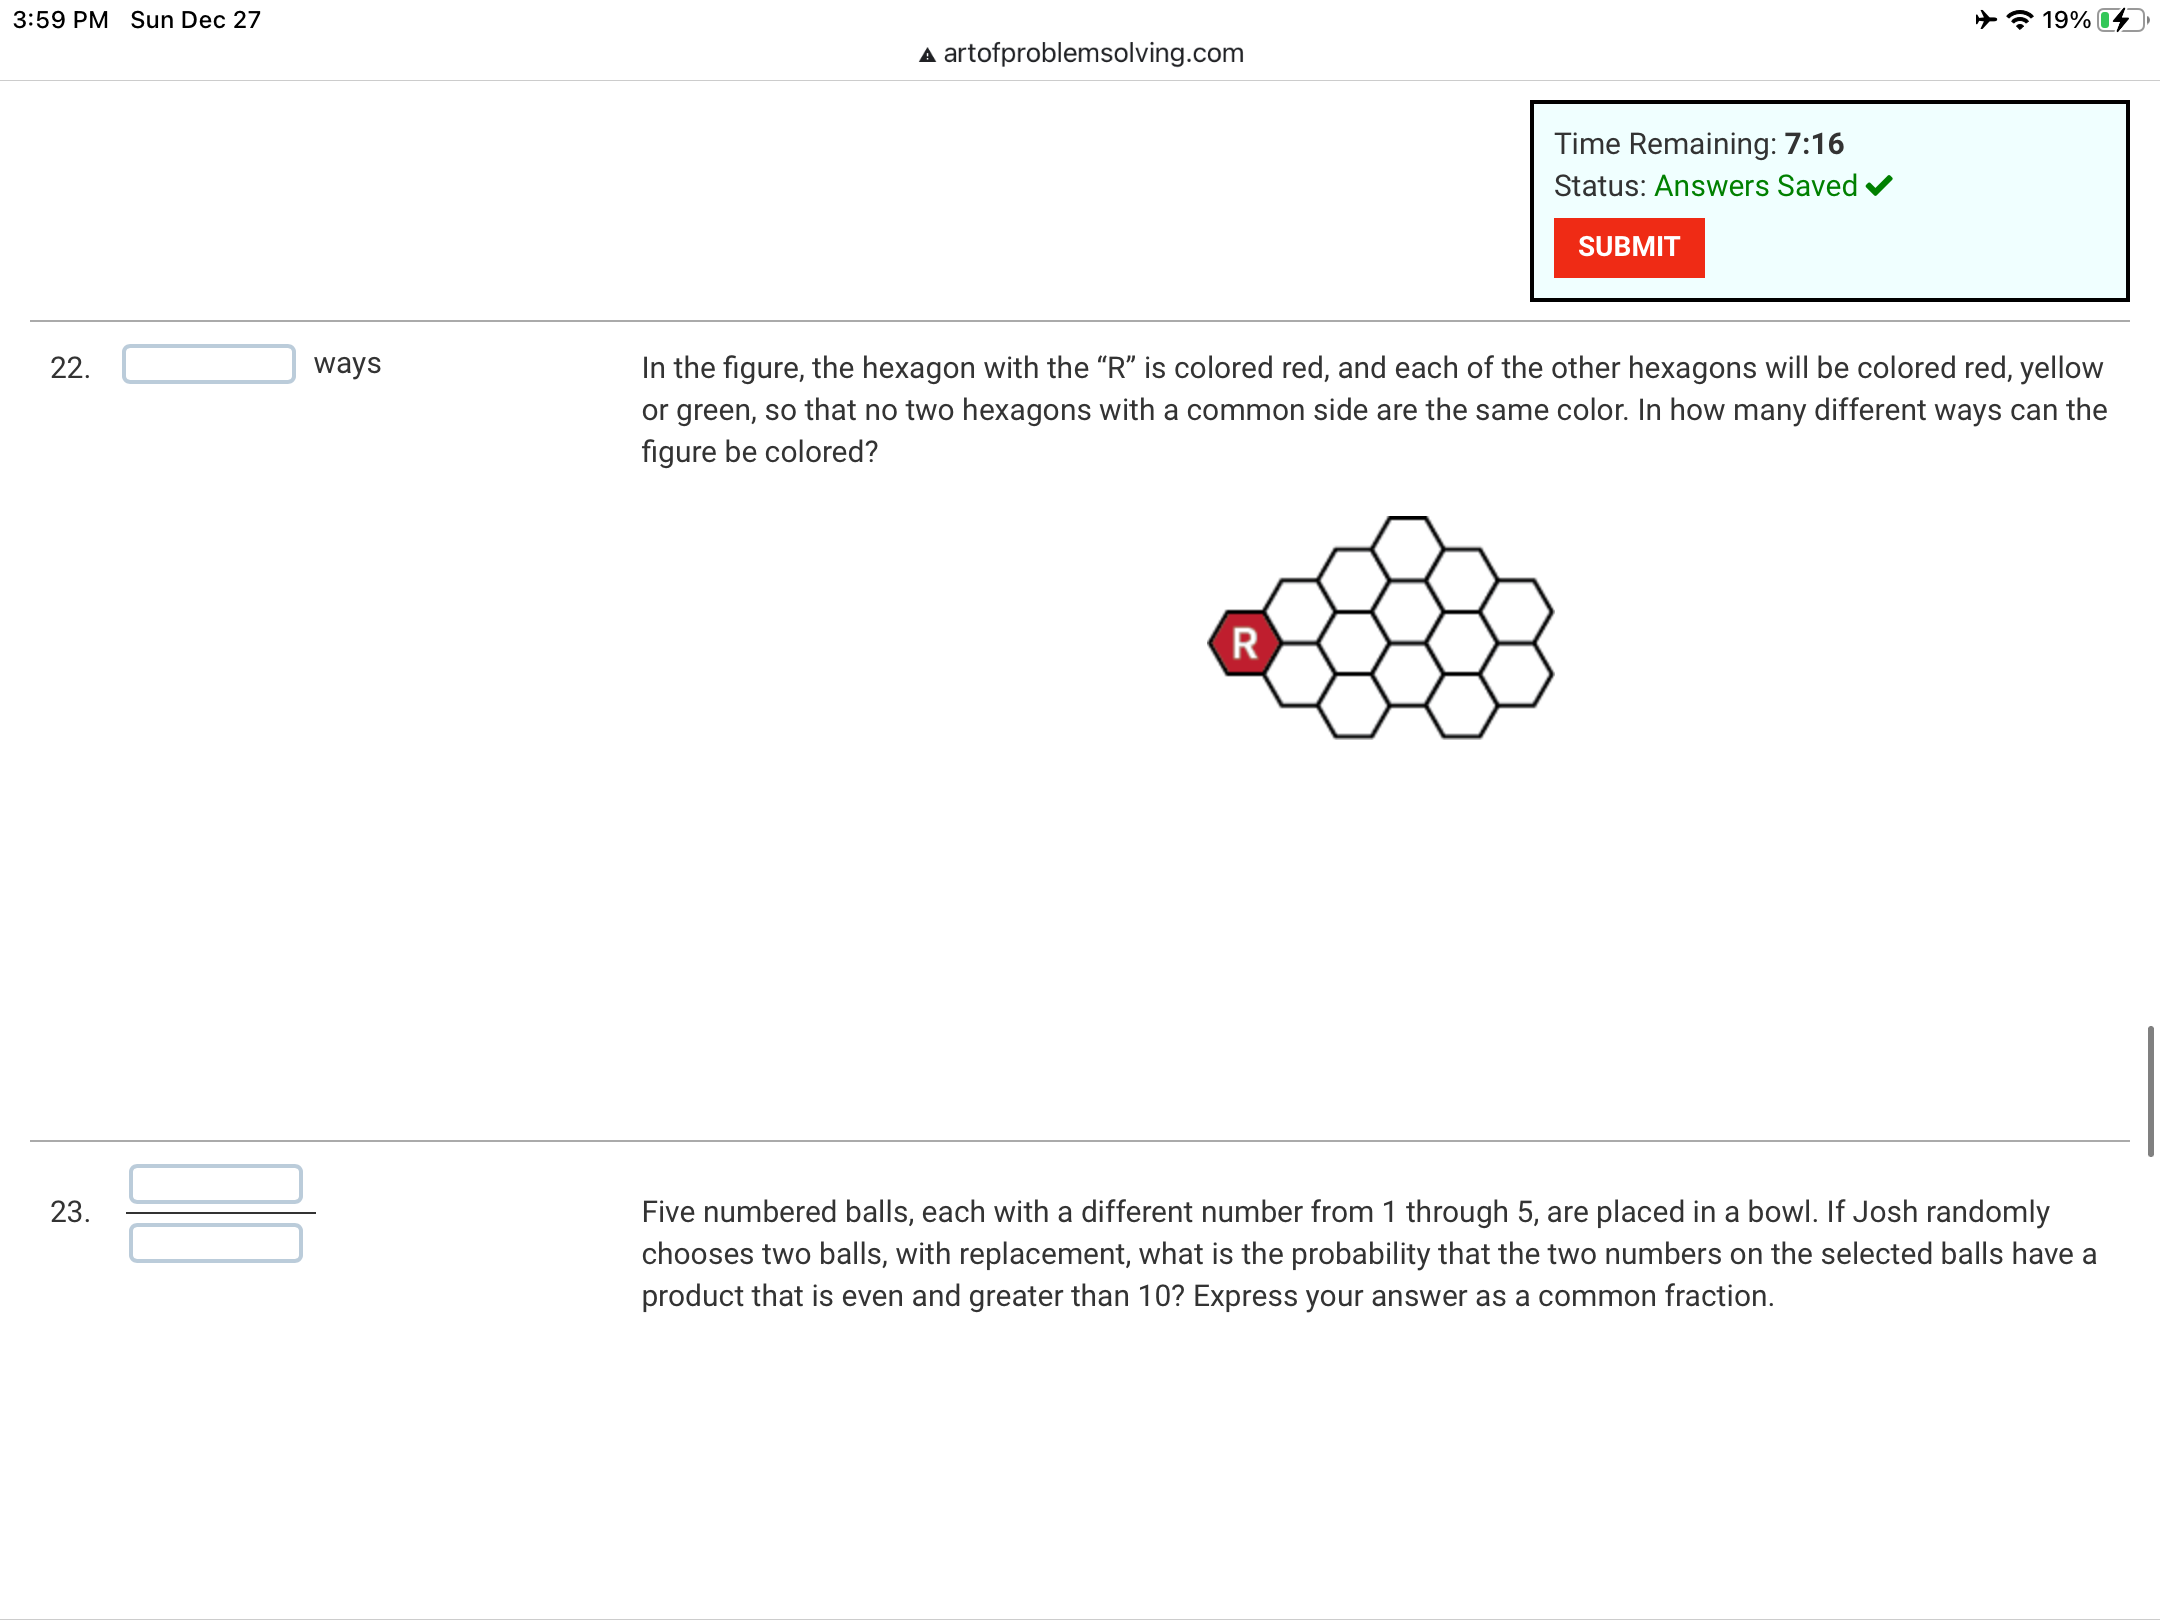 3:59 PM Sun Dec 27
19%
artofproblemsolving.com
Time Remaining: 7:16
Status: Answers Saved
SUBMIT
22.
ways
In the figure, the hexagon with the “R” is colored red, and each of the other hexagons will be colored red, yellow
or green, so that no two hexagons with a common side are the same color. In how many different ways can the
figure be colored?
R
23.
Five numbered balls, each with a different number from 1 through 5, are placed in a bowl. If Josh randomly
chooses two balls, with replacement, what is the probability that the two numbers on the selected balls have a
product that is even and greater than 10? Express your answer as a common fraction.